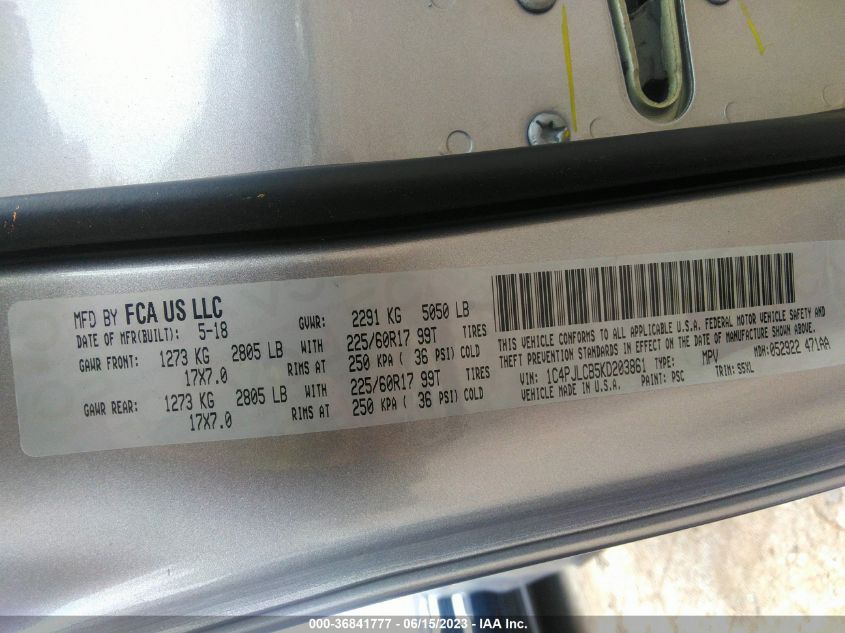 MFD BY FCA US LLC
DATE OF MFR(BUILT): 5-18
GVWR: 2291 KG 5050 LB
GAWR FRONT: 1273 KG 2805 LB WITH 225/60R17 99T TIRES
17X7.0 RIMS AT 250 KPA ( 36 PSI) COLD
GAWR REAR: 1273 KG 2805 LB WITH 225/60R17 99T TIRES
17X7.0 RIMS AT 250 KPA ( 36 PSI) COLD
THIS VEHICLE CONFORMS TO ALL APPLICABLE U.S.A. FEDERAL MOTOR VEHICLE SAFETY AND
THEFT PREVENTION STANDARDS IN EFFECT ON THE DATE OF MANUFACTURE SHOWN ABOVE.
VIN: 1C4PJLCB5KD203861 TYPE: MPV MDH: 052922 471AA
VEHICLE MADE IN U.S.A. PAINT: PSC TRIM: S5XL
000-36841777 - 06/15/2023 - IAA Inc.